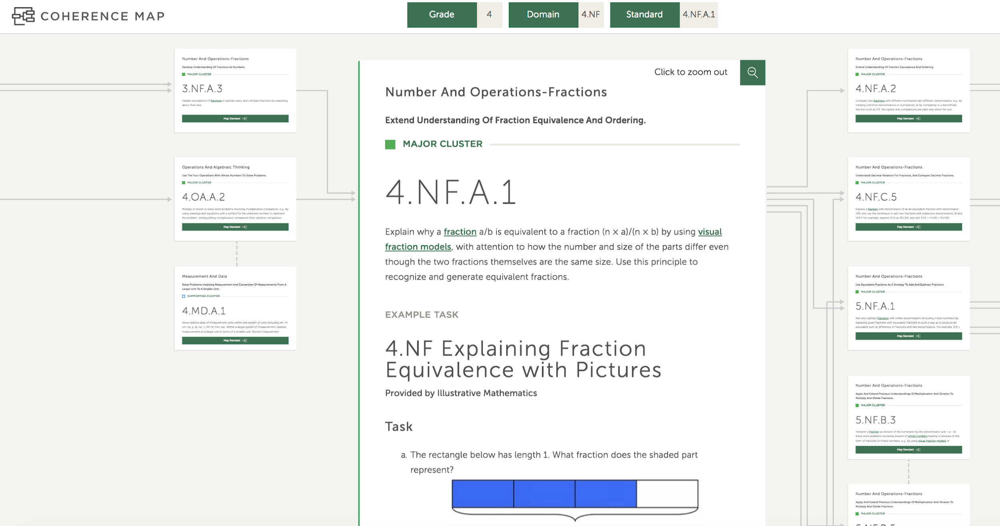 COHERENCE MAP
Grade 4 Domain 4.NF Standard 4.NF.A.1
Number And Operations-Fractions
Develop Understanding Of Fractions As Numbers.
MAJOR CLUSTER
3.NF.A.3
Explain equivalence of fractions in special cases, and compare fractions by reasoning
about their size.
Map Standard
Operations And Algebraic Thinking
Use The Four Operations With Whole Numbers To Solve Problems.
MAJOR CLUSTER
4.OA.A.2
Multiply or divide to solve word problems involving multiplicative comparison, e.g., by
using drawings and equations with a symbol for the unknown number to represent
the problem, distinguishing multiplicative comparison from additive comparison.
Map Standard
Measurement And Data
Solve Problems Involving Measurement And Conversion Of Measurements From A
Larger Unit To A Smaller Unit.
SUPPORTING CLUSTER
4.MD.A.1
Know relative sizes of measurement units within one system of units including km, m,
cm; kg, g; lb, oz.; l, ml; hr, min, sec. Within a single system of measurement, express
measurements in a larger unit in terms of a smaller unit. Record measurement
Map Standard
Click to zoom out
Number And Operations-Fractions
Extend Understanding Of Fraction Equivalence And Ordering.
MAJOR CLUSTER
4.NF.A.1
Explain why a fraction a/b is equivalent to a fraction (n × a)/(n × b) by using visual
fraction models, with attention to how the number and size of the parts differ even
though the two fractions themselves are the same size. Use this principle to
recognize and generate equivalent fractions.
EXAMPLE TASK
4.NF Explaining Fraction
Equivalence with Pictures
Provided by Illustrative Mathematics
Task
a. The rectangle below has length 1. What fraction does the shaded part
represent?
Number And Operations-Fractions
Extend Understanding Of Fraction Equivalence And Ordering.
MAJOR CLUSTER
4.NF.A.2
Compare two fractions with different numerators and different denominators, e.g., by
creating common denominators or numerators, or by comparing to a benchmark
fraction such as 1/2. Recognize that comparisons are valid only when the two
Map Standard
Number And Operations-Fractions
Understand Decimal Notation For Fractions, And Compare Decimal Fractions.
MAJOR CLUSTER
4.NF.C.5
Express a fraction with denominator 10 as an equivalent fraction with denominator
100, and use this technique to add two fractions with respective denominators 10 and
100.4 For example, express 3/10 as 30/100, and add 3/10 + 4/100 = 34/100.
Map Standard
Number And Operations-Fractions
Use Equivalent Fractions As A Strategy To Add And Subtract Fractions.
MAJOR CLUSTER
5.NF.A.1
Add and subtract fractions with unlike denominators (including mixed numbers) by
replacing given fractions with equivalent fractions in such a way as to produce an
equivalent sum or difference of fractions with like denominators. For example, 2/3 +
Map Standard
Number And Operations-Fractions
Apply And Extend Previous Understandings Of Multiplication And Division To
Multiply And Divide Fractions.
MAJOR CLUSTER
5.NF.B.3
Interpret a fraction as division of the numerator by the denominator (a/b = a ÷ b).
Solve word problems involving division of whole numbers leading to answers in the
form of fractions or mixed numbers, e.g., by using visual fraction models or
Map Standard
Number And Operations-Fractions
Apply And Extend Previous Understandings Of Multiplication And Division To
Multiply And Divide Fractions.
MAJOR CLUSTER